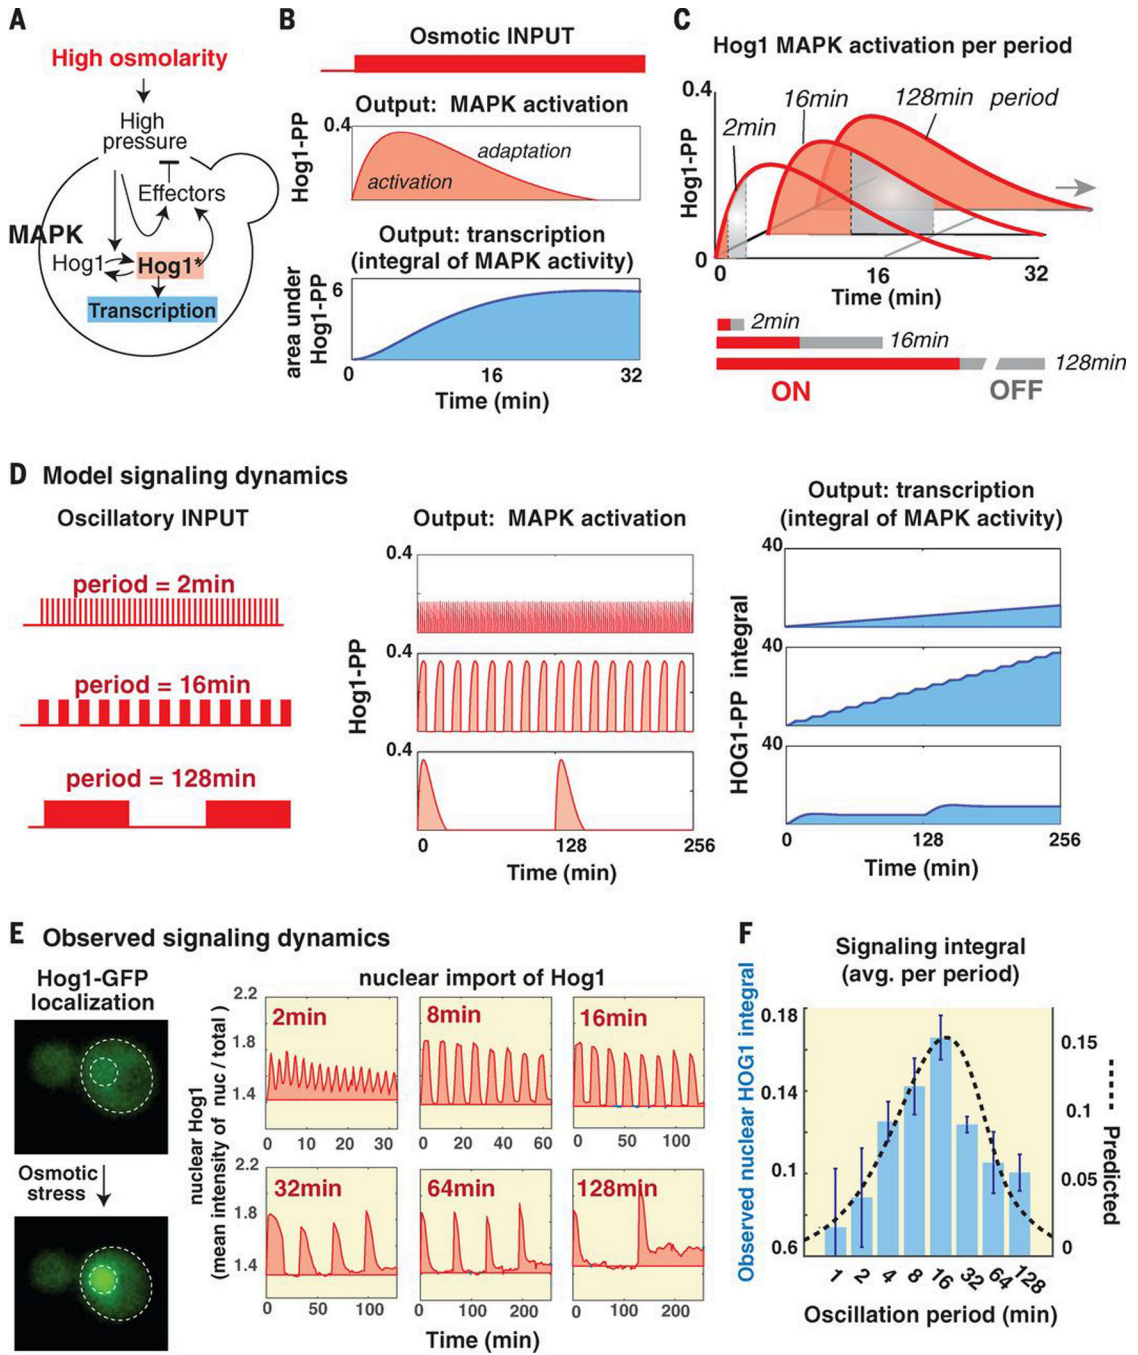 A
High osmolarity
High
pressure
Effectors
MAPK
Hog1
Hog1*
Transcription
B
Osmotic INPUT
Output: MAPK activation
0.4
Hog1-PP
activation
adaptation
Output: transcription
(integral of MAPK activity)
6
area under
Hog1-PP
0 16 32
Time (min)
C
Hog1 MAPK activation per period
0.4
Hog1-PP
2min
16min
128min period
0
0 16 32
Time (min)
2min
16min
128min
ON
OFF
D Model signaling dynamics
Oscillatory INPUT
period = 2min
period = 16min
period = 128min
Output: MAPK activation
0.4
0.4
0.4
Hog1-PP
0 128 256
Time (min)
Output: transcription
(integral of MAPK activity)
40
40
40
HOG1-PP integral
0 128 256
Time (min)
E Observed signaling dynamics
Hog1-GFP
localization
Osmotic
stress
nuclear import of Hog1
nuclear Hog1
(mean intensity of nuc / total )
2.2
1.8
1.4
2min
0 10 20 30
8min
0 20 40 60
16min
0 50 100
2.2
1.8
1.4
32min
0 50 100
64min
0 100 200
128min
0 100 200
Time (min)
F
Signaling integral
(avg. per period)
Observed nuclear HOG1 integral
0.18
0.14
0.1
0.6
0.15
0.1
0.05
0
Predicted
1 2 4 8 16 32 64 128
Oscillation period (min)